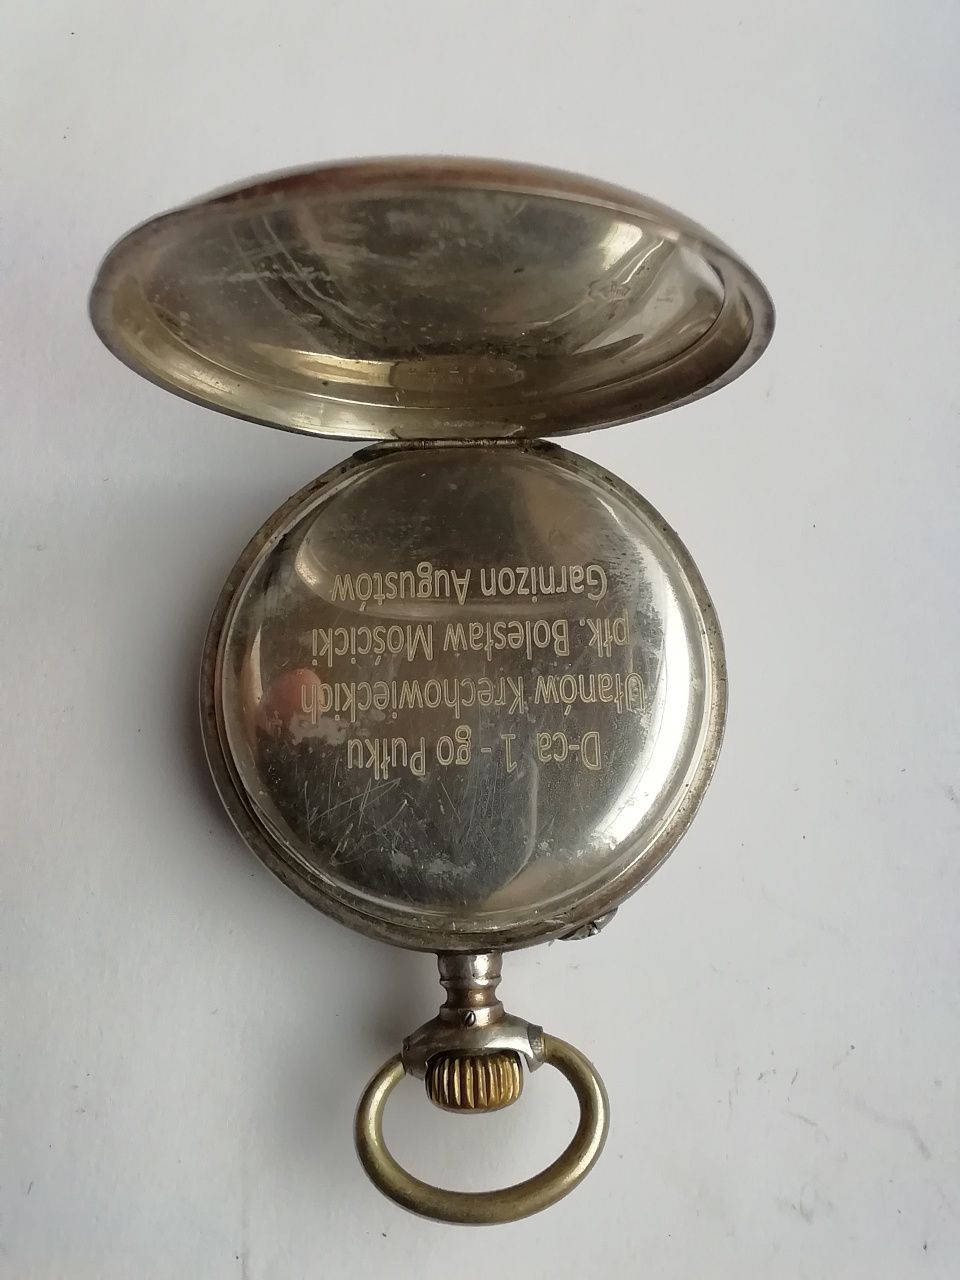 D-ca 1 - go Pułku
Ułanów Krechowieckich
płk. Bolesław Mościcki
Garnizon Augustów